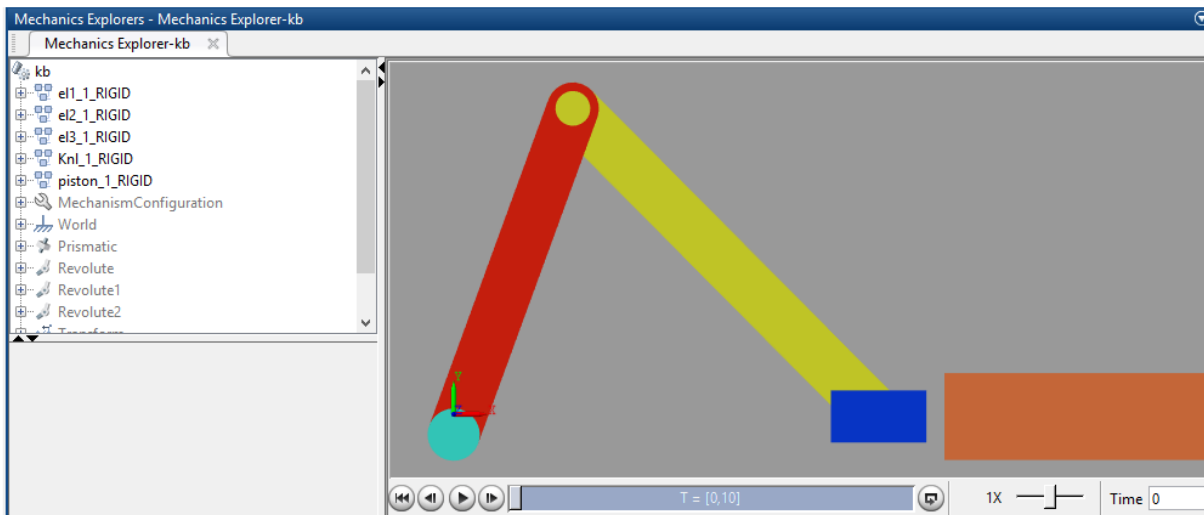 Mechanics Explorers - Mechanics Explorer-kb
Mechanics Explorer-kb
kb
el1_1_RIGID
el2_1_RIGID
el3_1_RIGID
Knl_1_RIGID
piston_1_RIGID
MechanismConfiguration
World
Prismatic
Revolute
Revolute1
Revolute2
Transform
Y
X
T = [0,10]
1X
Time 0